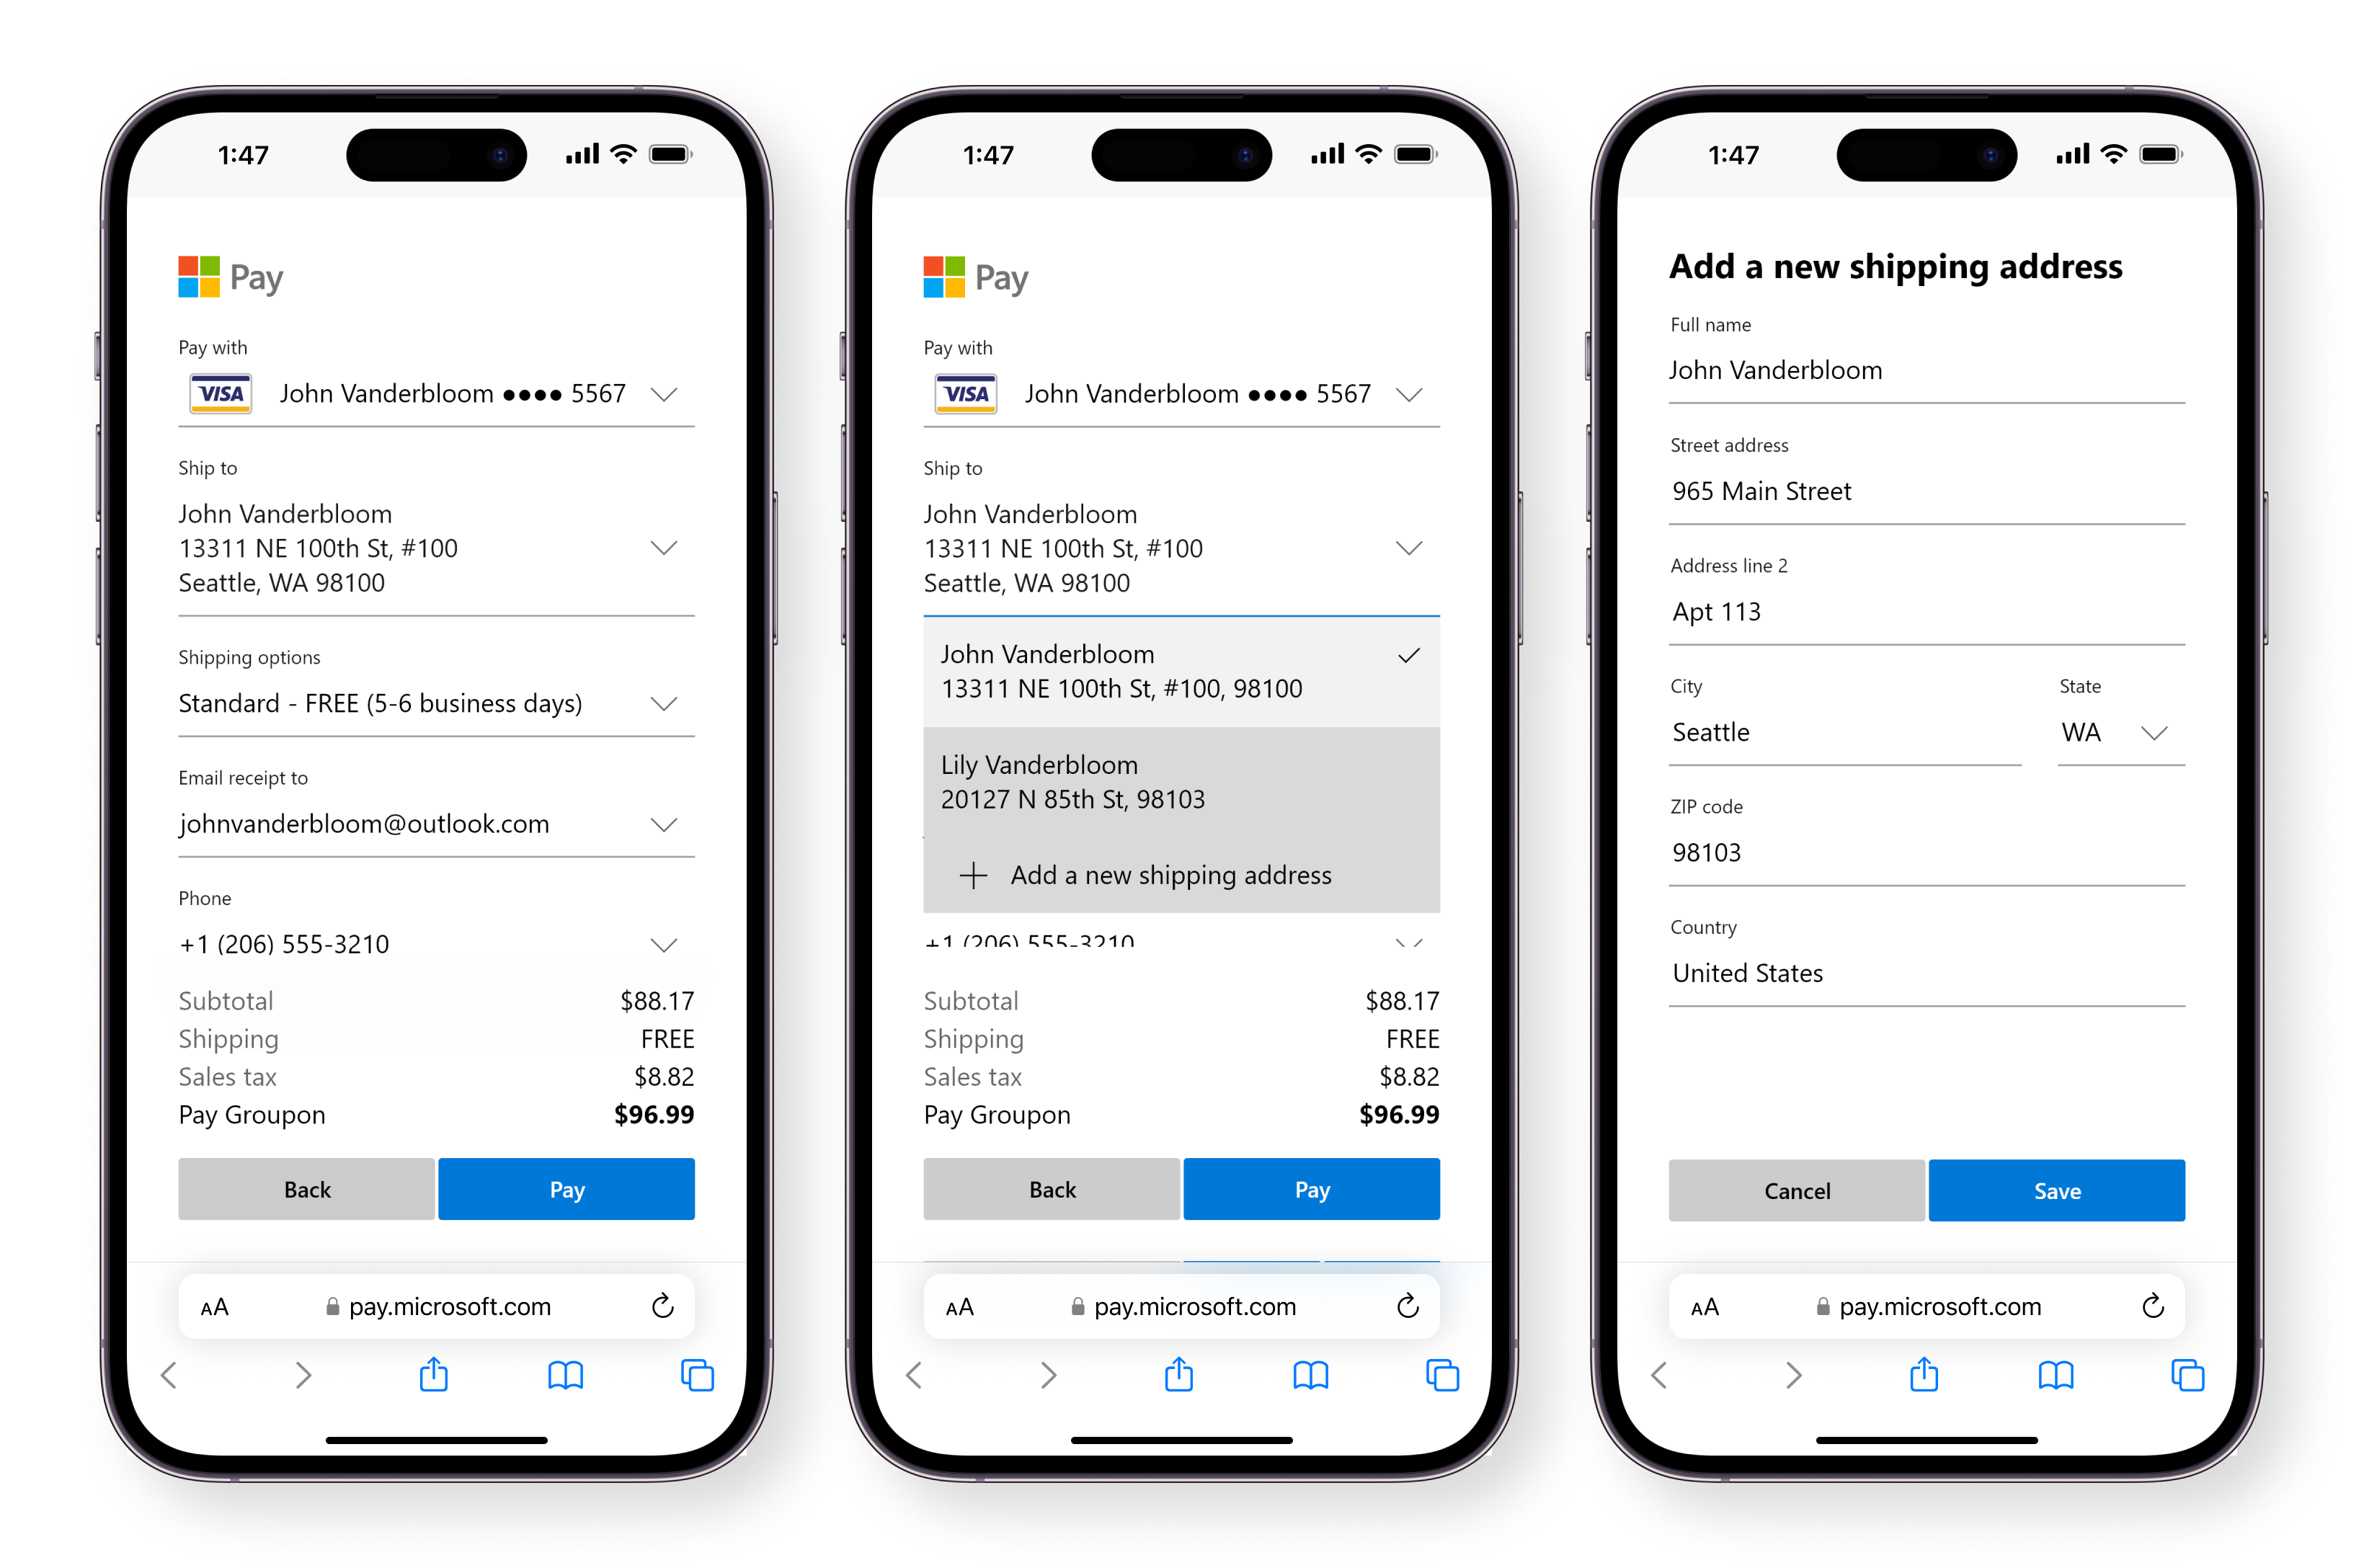 1:47
Pay
Pay with
VISA John Vanderbloom •••• 5567
Ship to
John Vanderbloom
13311 NE 100th St, #100
Seattle, WA 98100
Shipping options
Standard - FREE (5-6 business days)
Email receipt to
johnvanderbloom@outlook.com
Phone
+1 (206) 555-3210
Subtotal $88.17
Shipping FREE
Sales tax $8.82
Pay Groupon $96.99
Back Pay
AA pay.microsoft.com
1:47
Pay
Pay with
VISA John Vanderbloom •••• 5567
Ship to
John Vanderbloom
13311 NE 100th St, #100
Seattle, WA 98100
John Vanderbloom
13311 NE 100th St, #100, 98100
Lily Vanderbloom
20127 N 85th St, 98103
+ Add a new shipping address
+1 (206) 555-3210
Subtotal $88.17
Shipping FREE
Sales tax $8.82
Pay Groupon $96.99
Back Pay
AA pay.microsoft.com
1:47
Add a new shipping address
Full name
John Vanderbloom
Street address
965 Main Street
Address line 2
Apt 113
City State
Seattle WA
ZIP code
98103
Country
United States
Cancel Save
AA pay.microsoft.com